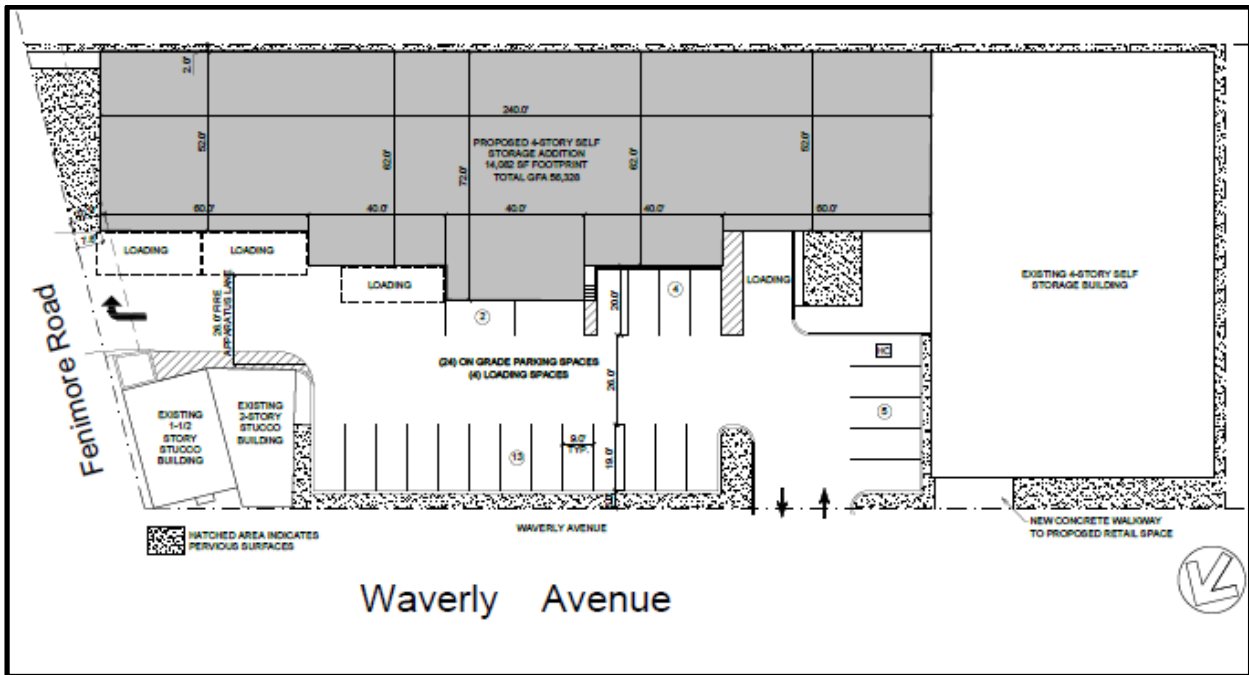 2.0'
240.0'
52.0'
62.0'
72.0'
PROPOSED 4-STORY SELF
STORAGE ADDITION
14,082 SF FOOTPRINT
TOTAL GFA 56,328
62.0'
52.0'
60.0'
40.0'
40.0'
40.0'
60.0'
LOADING
LOADING
LOADING
LOADING
EXISTING 4-STORY SELF
STORAGE BUILDING
26.0' FIRE
APPARATUS LANE
2
4
20.0'
(24) ON GRADE PARKING SPACES
(4) LOADING SPACES
26.0'
HC
5
Fenimore Road
EXISTING
1-1/2
STORY
STUCCO
BUILDING
EXISTING
2-STORY
STUCCO
BUILDING
13
9.0'
TYP.
19.0'
HATCHED AREA INDICATES
PERVIOUS SURFACES
WAVERLY AVENUE
NEW CONCRETE WALKWAY
TO PROPOSED RETAIL SPACE
Waverly Avenue